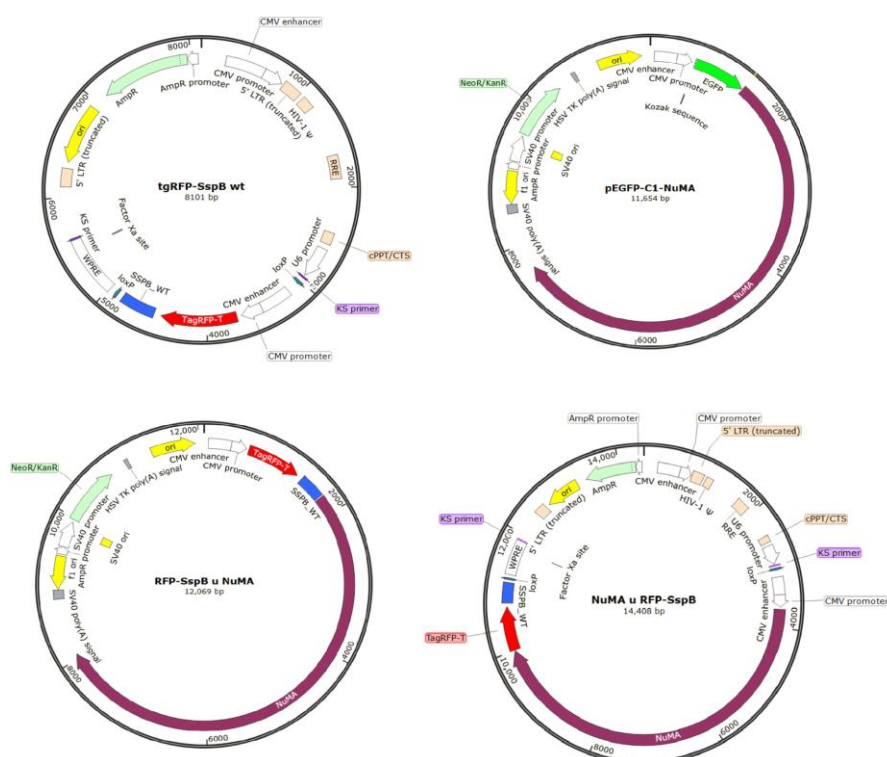 CMV enhancer
8000
AmpR promoter
AmpR
CMV promoter
5' LTR (truncated)
1000
HIV-1 Ψ
2000
RRE
7000
ori
5' LTR (truncated)
6000
tgRFP-SspB wt
8101 bp
KS primer
Factor Xa site
WPRE
5000
loxP
SSPB_WT
TagRFP-T
4000
CMV enhancer
CMV promoter
loxP
U6 promoter
3000
cPPT/CTS
KS primer
ori
CMV enhancer
CMV promoter
EGFP
Kozak sequence
2000
NeoR/KanR
10,000
HSV TK poly(A) signal
SV40 promoter
SV40 ori
AmpR promoter
f1 ori
SV40 poly(A) signal
8000
pEGFP-C1-NuMA
11,654 bp
4000
NuMA
6000
12,000
ori
CMV enhancer
CMV promoter
TagRFP-T
SSPB_WT
2000
NeoR/KanR
10,000
HSV TK poly(A) signal
SV40 promoter
SV40 ori
AmpR promoter
f1 ori
SV40 poly(A) signal
8000
RFP-SspB u NuMA
12,069 bp
4000
NuMA
6000
AmpR promoter
CMV promoter
5' LTR (truncated)
14,000
CMV enhancer
HIV-1 Ψ
AmpR
ori
5' LTR (truncated)
2000
RRE
U6 promoter
cPPT/CTS
KS primer
loxP
CMV enhancer
4000
CMV promoter
KS primer
12,000
WPRE
loxP
Factor Xa site
SSPB_WT
TagRFP-T
10,000
NuMA u RFP-SspB
14,408 bp
NuMA
6000
8000